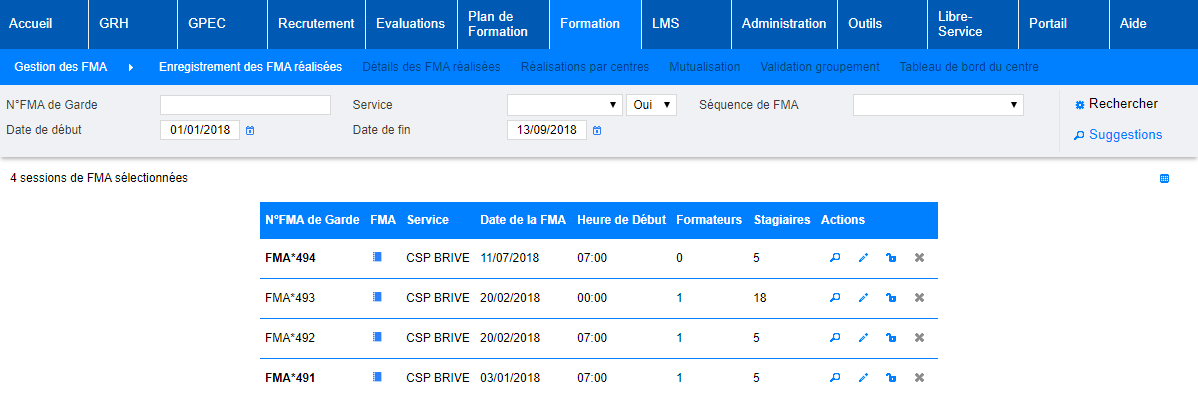 Accueil GRH GPEC Recrutement Evaluations Plan de Formation Formation LMS Administration Outils Libre-Service Portail Aide
Gestion des FMA Enregistrement des FMA réalisées Détails des FMA réalisées Réalisations par centres Mutualisation Validation groupement Tableau de bord du centre
N°FMA de Garde Service Oui Séquence de FMA Rechercher
Date de début 01/01/2018 Date de fin 13/09/2018 Suggestions
4 sessions de FMA sélectionnées
N°FMA de Garde FMA Service Date de la FMA Heure de Début Formateurs Stagiaires Actions
FMA*494 CSP BRIVE 11/07/2018 07:00 0 5
FMA*493 CSP BRIVE 20/02/2018 00:00 1 18
FMA*492 CSP BRIVE 20/02/2018 07:00 1 5
FMA*491 CSP BRIVE 03/01/2018 07:00 1 5